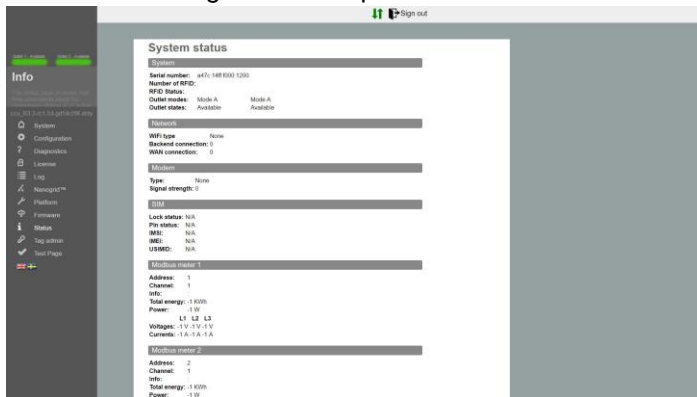 Sign out
System status
System
Serial number: a47c 14ff f000 1200
Number of RFID:
RFID Status:
Outlet modes: Mode A Mode A
Outlet states: Available Available
Network
WiFi type None
Backend connection: 0
WAN connection: 0
Modem
Type: None
Signal strength: 0
SIM
Lock status: N/A
Pin status: N/A
IMSI: N/A
IMEI: N/A
USIMID: N/A
Modbus meter 1
Address: 1
Channel: 1
Info:
Total energy: -1 KWh
Power: -1 W
L1 L2 L3
Voltages: -1 V -1 V -1 V
Currents: -1 A -1 A -1 A
Modbus meter 2
Address: 2
Channel: 1
Info:
Total energy: -1 KWh
Power: -1 W
Info
System
Configuration
Diagnostics
License
Log
Nanogrid™
Platform
Firmware
Status
Tag admin
Test Page